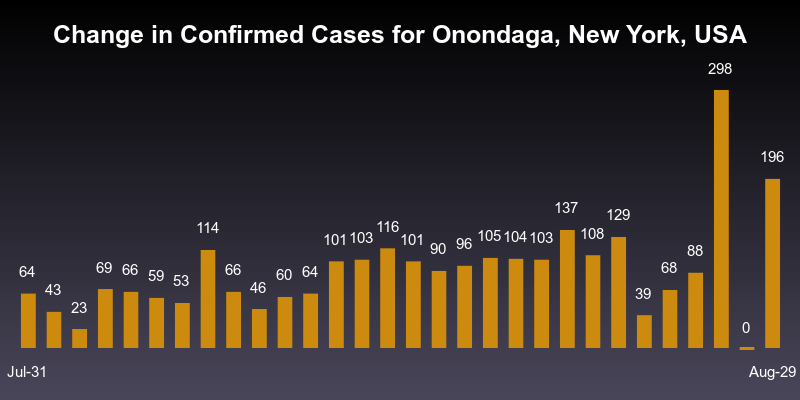 Change in Confirmed Cases for Onondaga, New York, USA
64 43 23 69 66 59 53 114 66 46 60 64 101 103 116 101 90 96 105 104 103 137 108 129 39 68 88 298 0 196
Jul-31 Aug-29